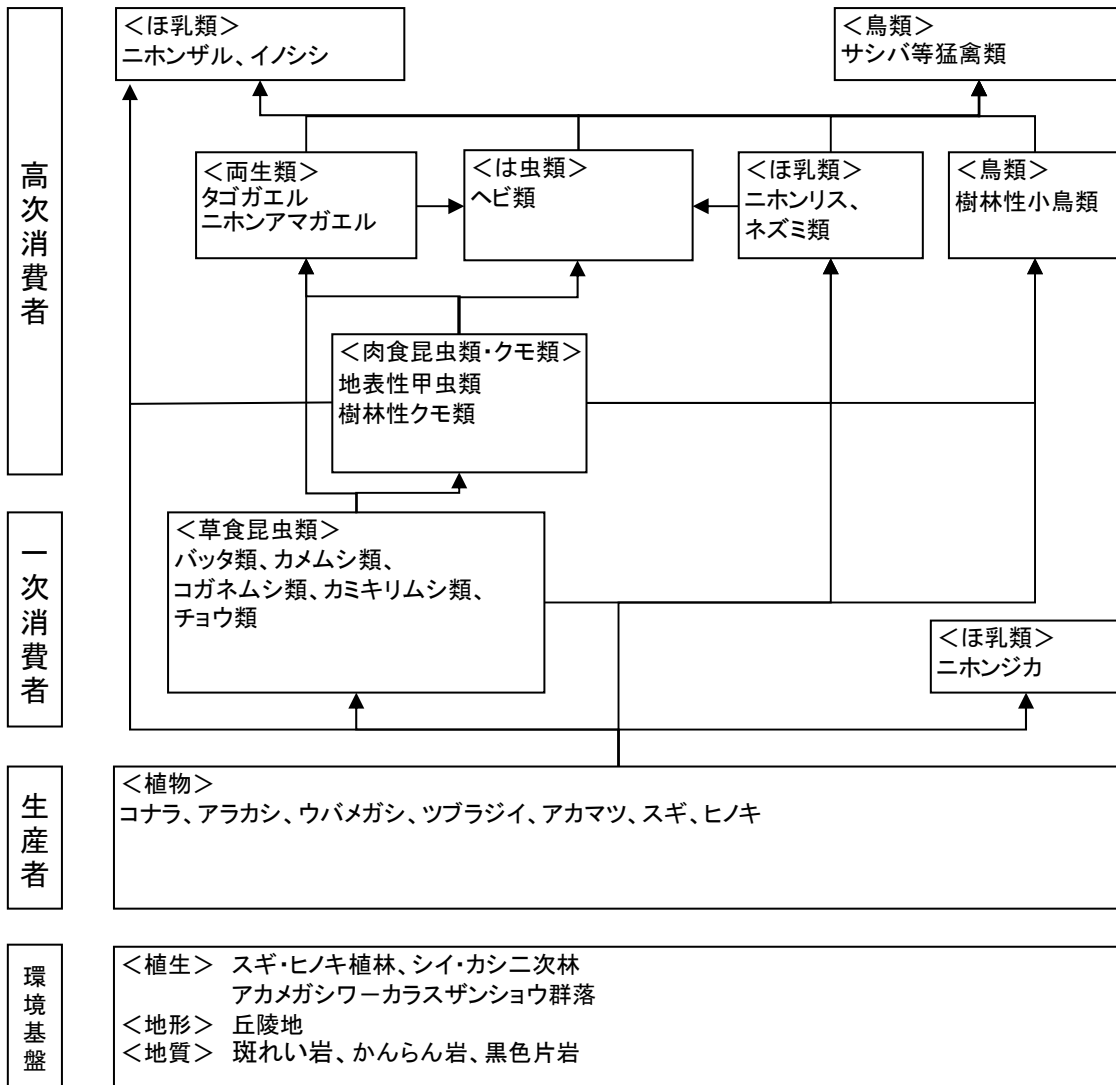 高次消費者
＜ほ乳類＞
ニホンザル、イノシシ
＜鳥類＞
サシバ等猛禽類
＜両生類＞
タゴガエル
ニホンアマガエル
＜は虫類＞
ヘビ類
＜ほ乳類＞
ニホンリス、
ネズミ類
＜鳥類＞
樹林性小鳥類
＜肉食昆虫類・クモ類＞
地表性甲虫類
樹林性クモ類
一次消費者
＜草食昆虫類＞
バッタ類、カメムシ類、
コガネムシ類、カミキリムシ類、
チョウ類
＜ほ乳類＞
ニホンジカ
生産者
＜植物＞
コナラ、アラカシ、ウバメガシ、ツブラジイ、アカマツ、スギ、ヒノキ
環境基盤
＜植生＞ スギ・ヒノキ植林、シイ・カシ二次林
アカメガシワーカラスザンショウ群落
＜地形＞ 丘陵地
＜地質＞ 斑れい岩、かんらん岩、黒色片岩